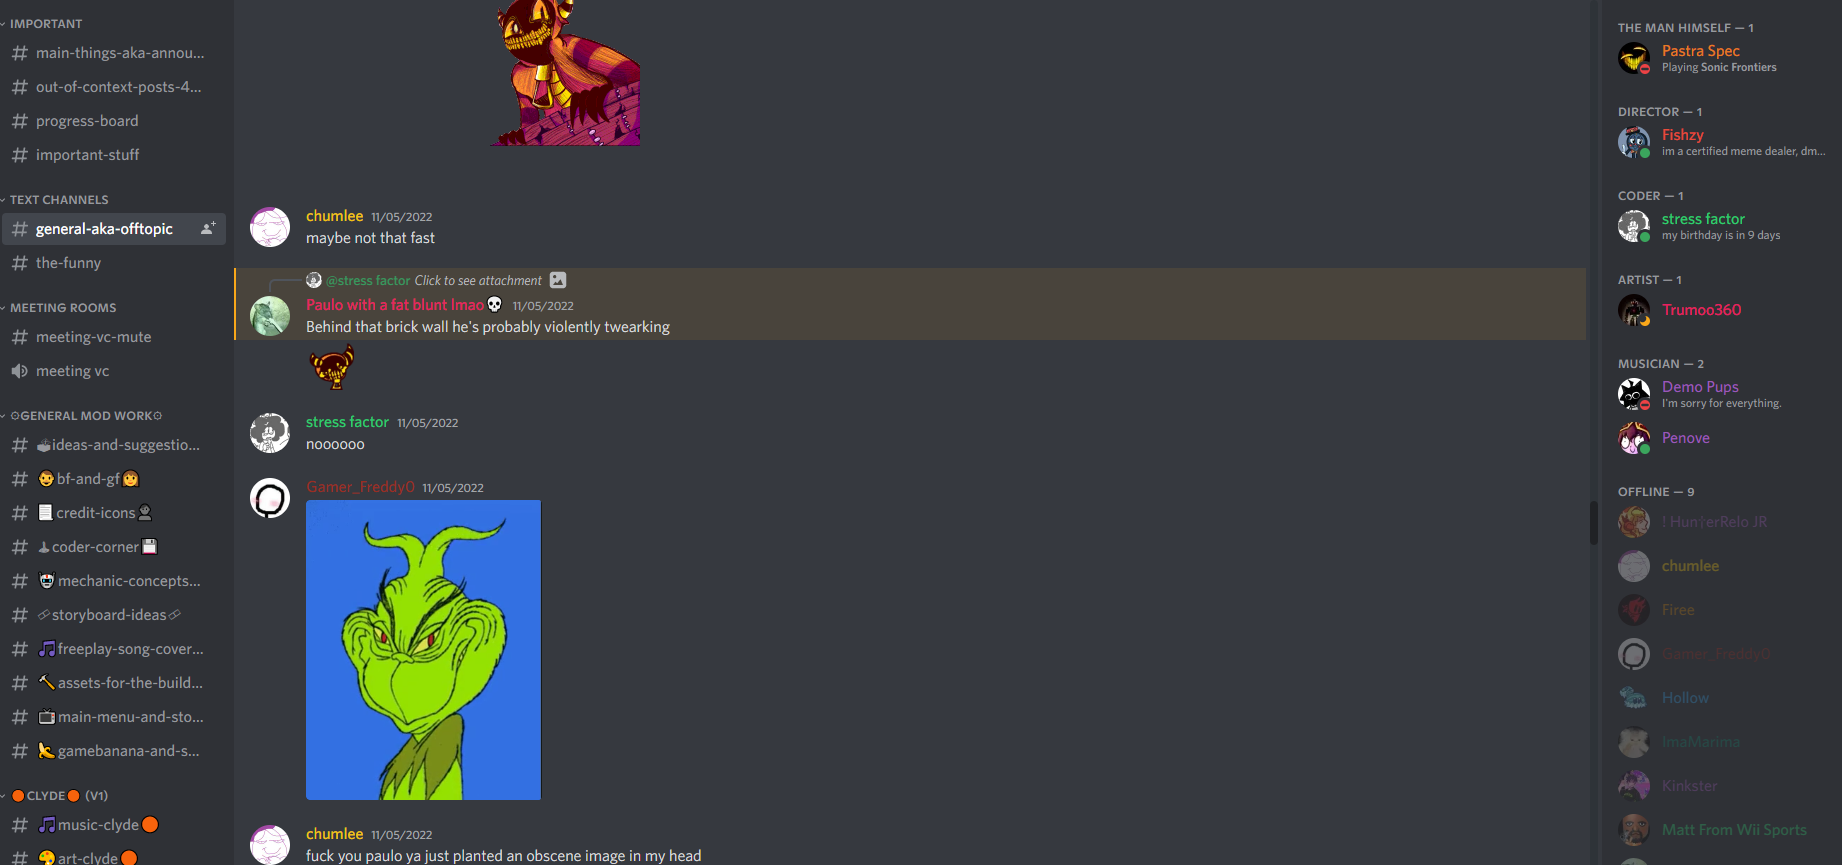 IMPORTANT
main-things-aka-annou...
out-of-context-posts-4...
progress-board
important-stuff
TEXT CHANNELS
general-aka-offtopic
the-funny
MEETING ROOMS
meeting-vc-mute
meeting vc
⚙GENERAL MOD WORK⚙
ideas-and-suggestio...
bf-and-gf
credit-icons
coder-corner
mechanic-concepts...
storyboard-ideas
freeplay-song-cover...
assets-for-the-build...
main-menu-and-sto...
gamebanana-and-s...
CLYDE (V1)
music-clyde
art-clyde
chumlee 11/05/2022
maybe not that fast
@stress factor Click to see attachment
Paulo with a fat blunt lmao💀 11/05/2022
Behind that brick wall he's probably violently twearking
stress factor 11/05/2022
noooooo
Gamer_Freddy0 11/05/2022
chumlee 11/05/2022
fuck you paulo ya just planted an obscene image in my head
THE MAN HIMSELF — 1
Pastra Spec
Playing Sonic Frontiers
DIRECTOR — 1
Fishzy
im a certified meme dealer, dm...
CODER — 1
stress factor
my birthday is in 9 days
ARTIST — 1
Trumoo360
MUSICIAN — 2
Demo Pups
I'm sorry for everything.
Penove
OFFLINE — 9
! Hun†erRelo JR
chumlee
Firee
Gamer_Freddy0
Hollow
ImaMarima
Kinkster
Matt From Wii Sports